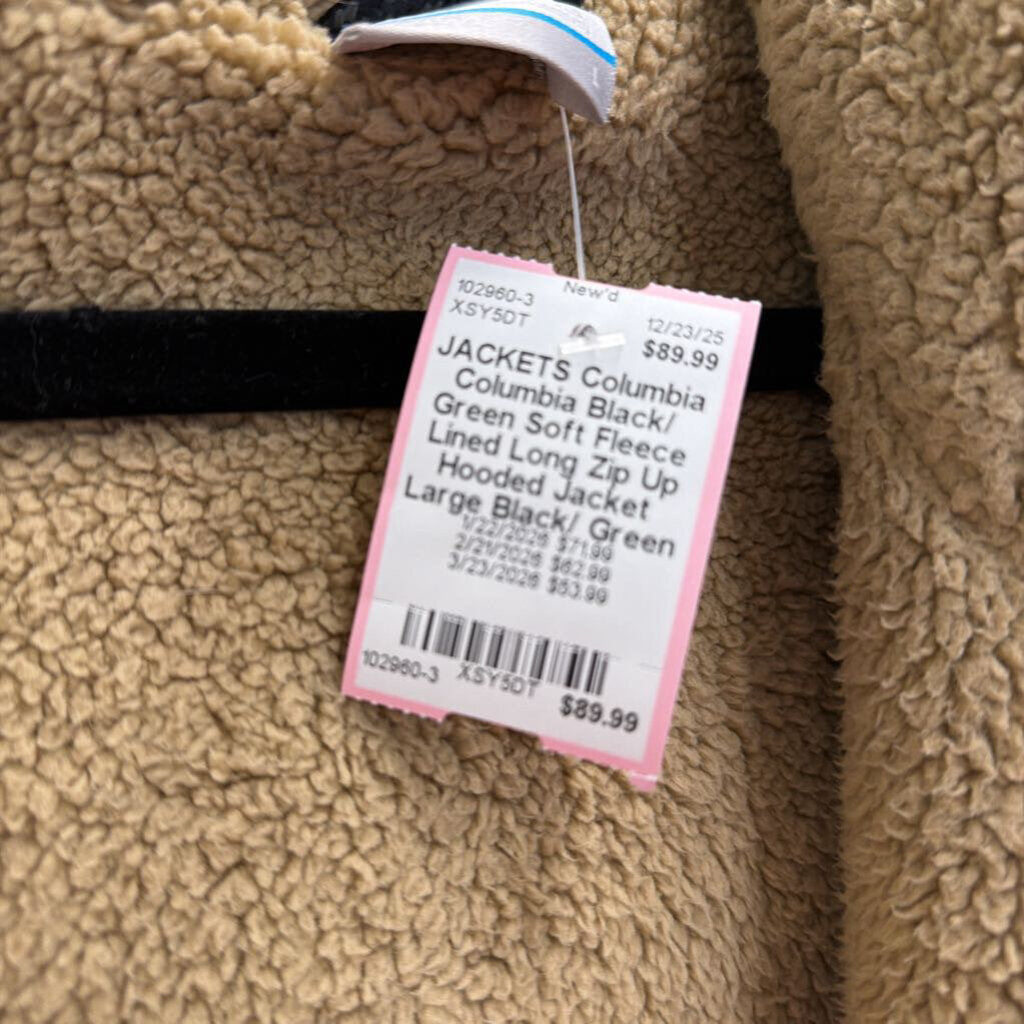 New'd
102960-3
XSY5DT
12/23/25
$89.99
JACKETS Columbia
Columbia Black/
Green Soft Fleece
Lined Long Zip Up
Hooded Jacket
Large Black/ Green
1/22/2026 $71.99
2/21/2026 $62.99
3/23/2026 $53.99
102960-3 XSY5DT $89.99